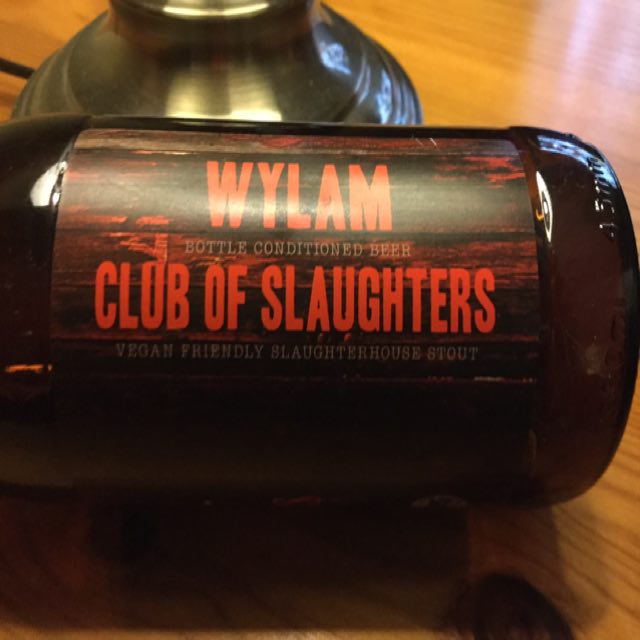 WYLAM
BOTTLE CONDITIONED BEER
CLUB OF SLAUGHTERS
VEGAN FRIENDLY SLAUGHTERHOUSE STOUT